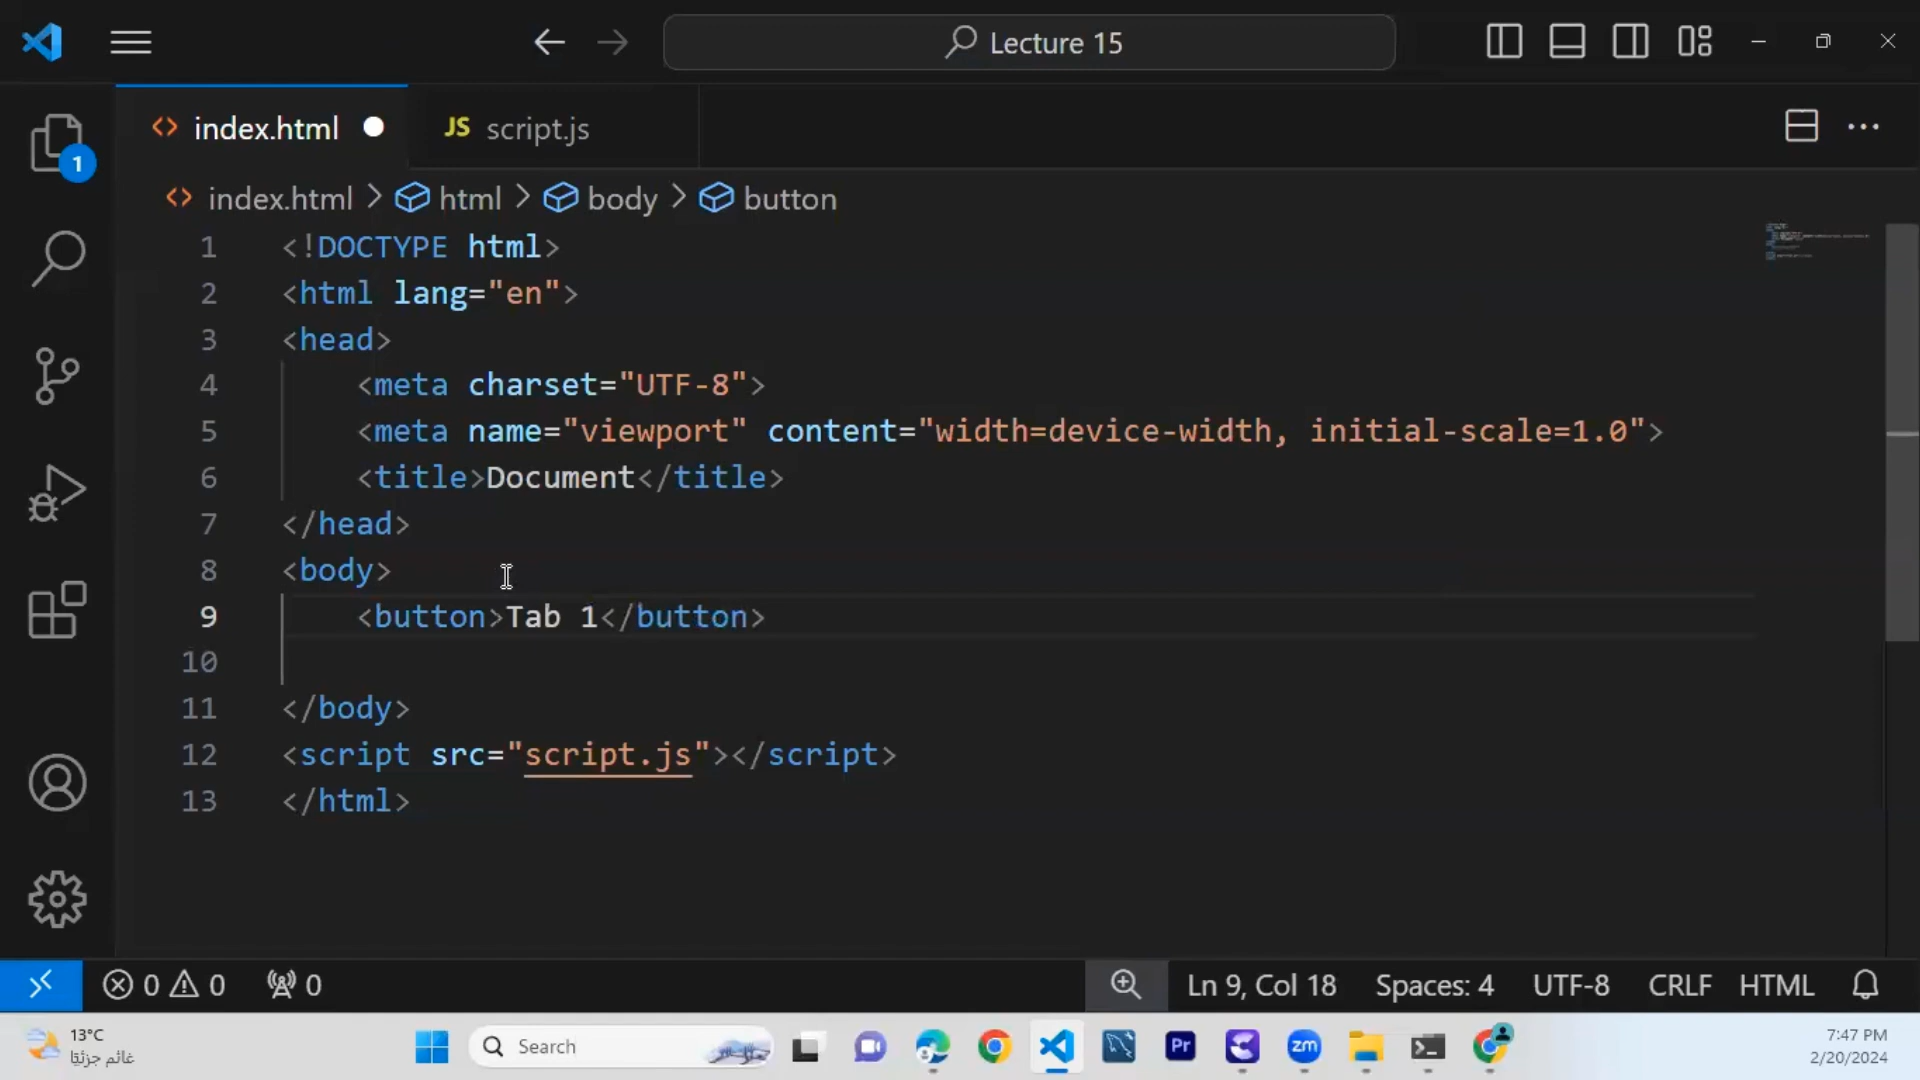 Lecture 15
index.html
JS script.js
1
index.html > html > body > button
1 <!DOCTYPE html>
2 <html lang="en">
3 <head>
4 <meta charset="UTF-8">
5 <meta name="viewport" content="width=device-width, initial-scale=1.0">
6 <title>Document</title>
7 </head>
8 <body>
9 <button>Tab 1</button>
10
11 </body>
12 <script src="script.js"></script>
13 </html>
0 0 0 Ln 9, Col 18 Spaces: 4 UTF-8 CRLF HTML
13°C
غائم جزئيًا
Search
Pr
zm
7:47 PM
2/20/2024